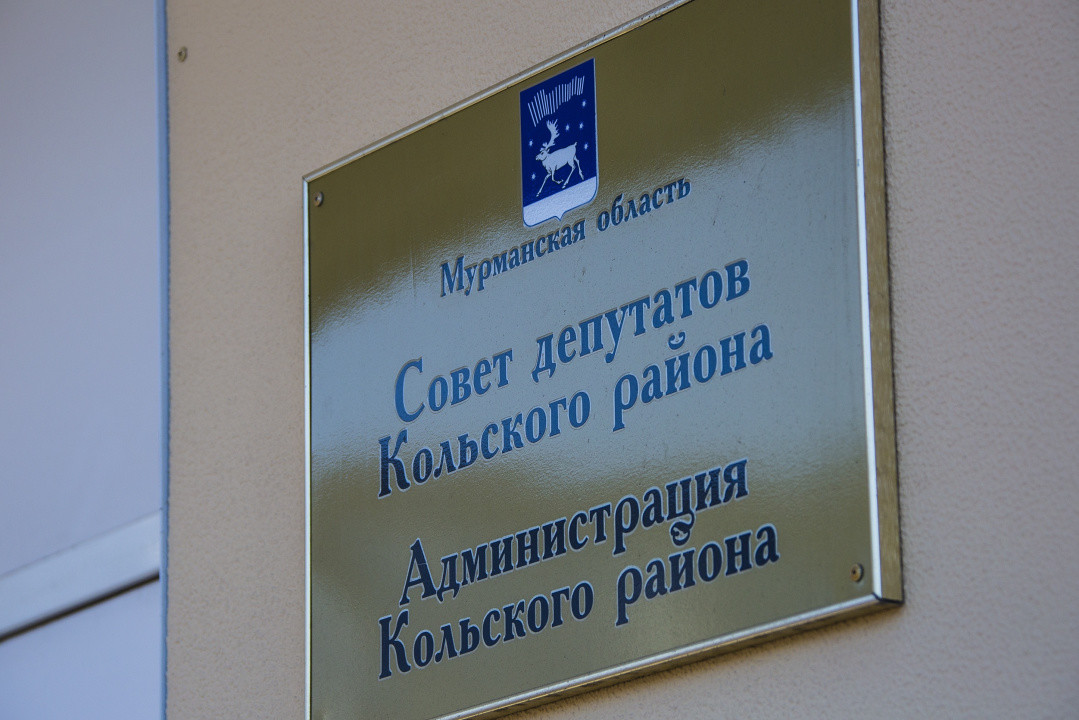 Мурманская область
Совет депутатов
Кольского района
Администрация
Кольского района